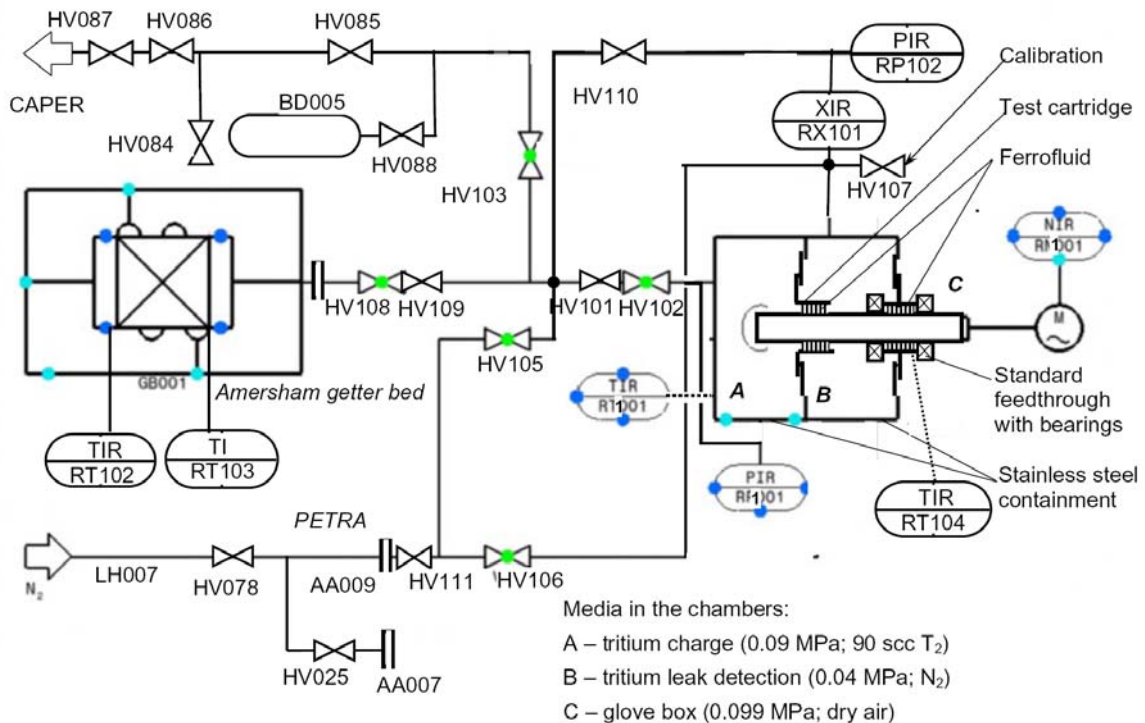 HV087
HV086
HV085
CAPER
HV084
BD005
HV088
HV103
HV110
PIR
RP102
XIR
RX101
Calibration
Test cartridge
Ferrofluid
HV107
NIR
1
M
C
HV108
HV109
HV101
HV102
HV105
GB001
Amersham getter bed
TIR
1
A
B
Standard
feedthrough
with bearings
TIR
RT102
TI
RT103
PIR
1
Stainless steel
containment
TIR
RT104
PETRA
N2
LH007
HV078
AA009
HV111
HV106
HV025
AA007
Media in the chambers:
A – tritium charge (0.09 MPa; 90 scc T₂)
B – tritium leak detection (0.04 MPa; N₂)
C – glove box (0.099 MPa; dry air)